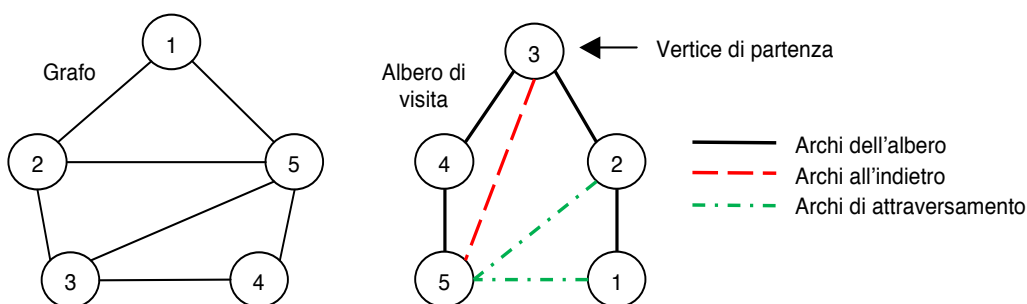 Grafo
1
2
5
3
4
Albero di
visita
3
Vertice di partenza
4
2
5
1
Archi dell'albero
Archi all'indietro
Archi di attraversamento